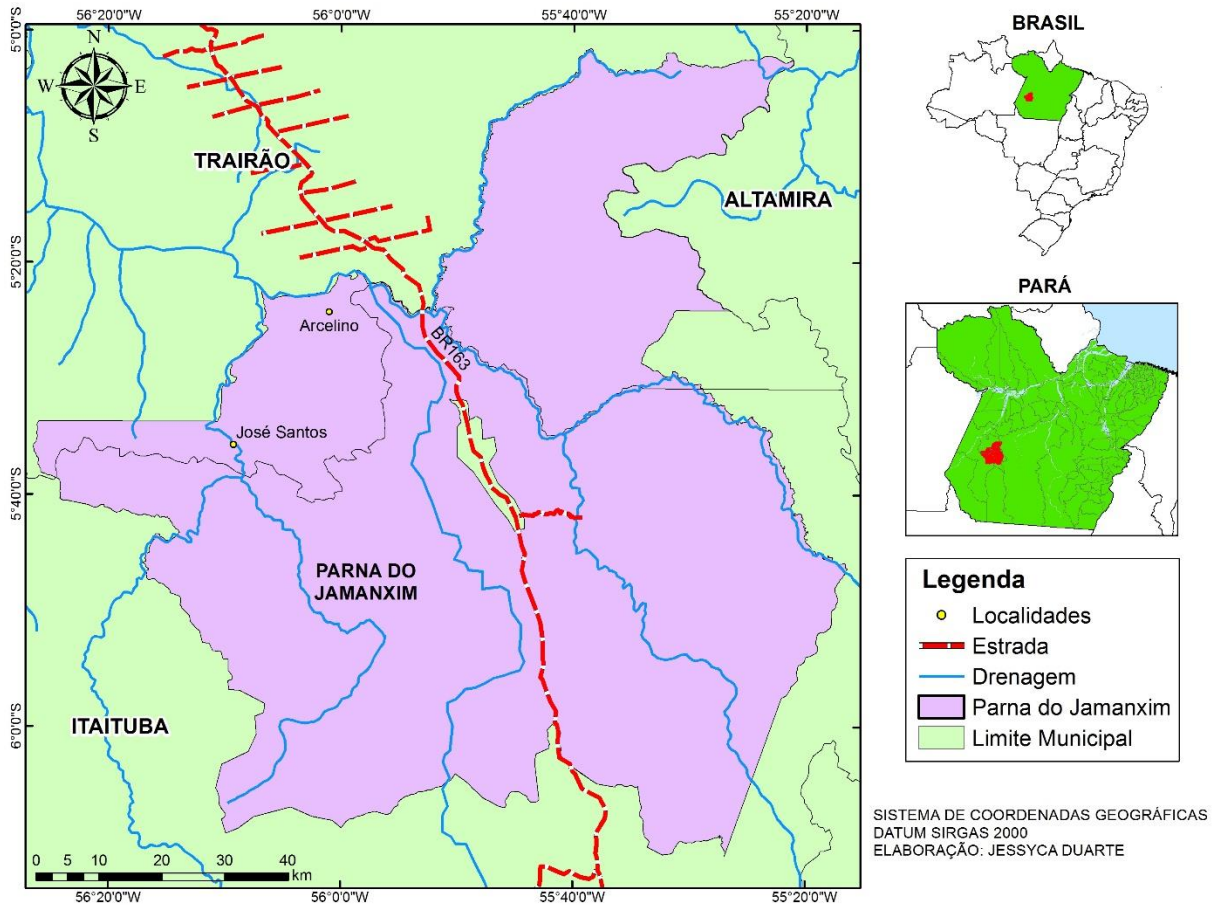 56°20'0"W
56°0'0"W
55°40'0"W
55°20'0"W
5°0'0"S
5°20'0"S
5°40'0"S
6°0'0"S
N
W
E
S
TRAIRÃO
ALTAMIRA
Arcelino
BR163
José Santos
PARNA DO
JAMANXIM
ITAITUBA
0 5 10 20 30 40
km
56°20'0"W
56°0'0"W
55°40'0"W
55°20'0"W
BRASIL
PARÁ
Legenda
Localidades
Estrada
Drenagem
Parna do Jamanxim
Limite Municipal
SISTEMA DE COORDENADAS GEOGRÁFICAS
DATUM SIRGAS 2000
ELABORAÇÃO: JESSYCA DUARTE